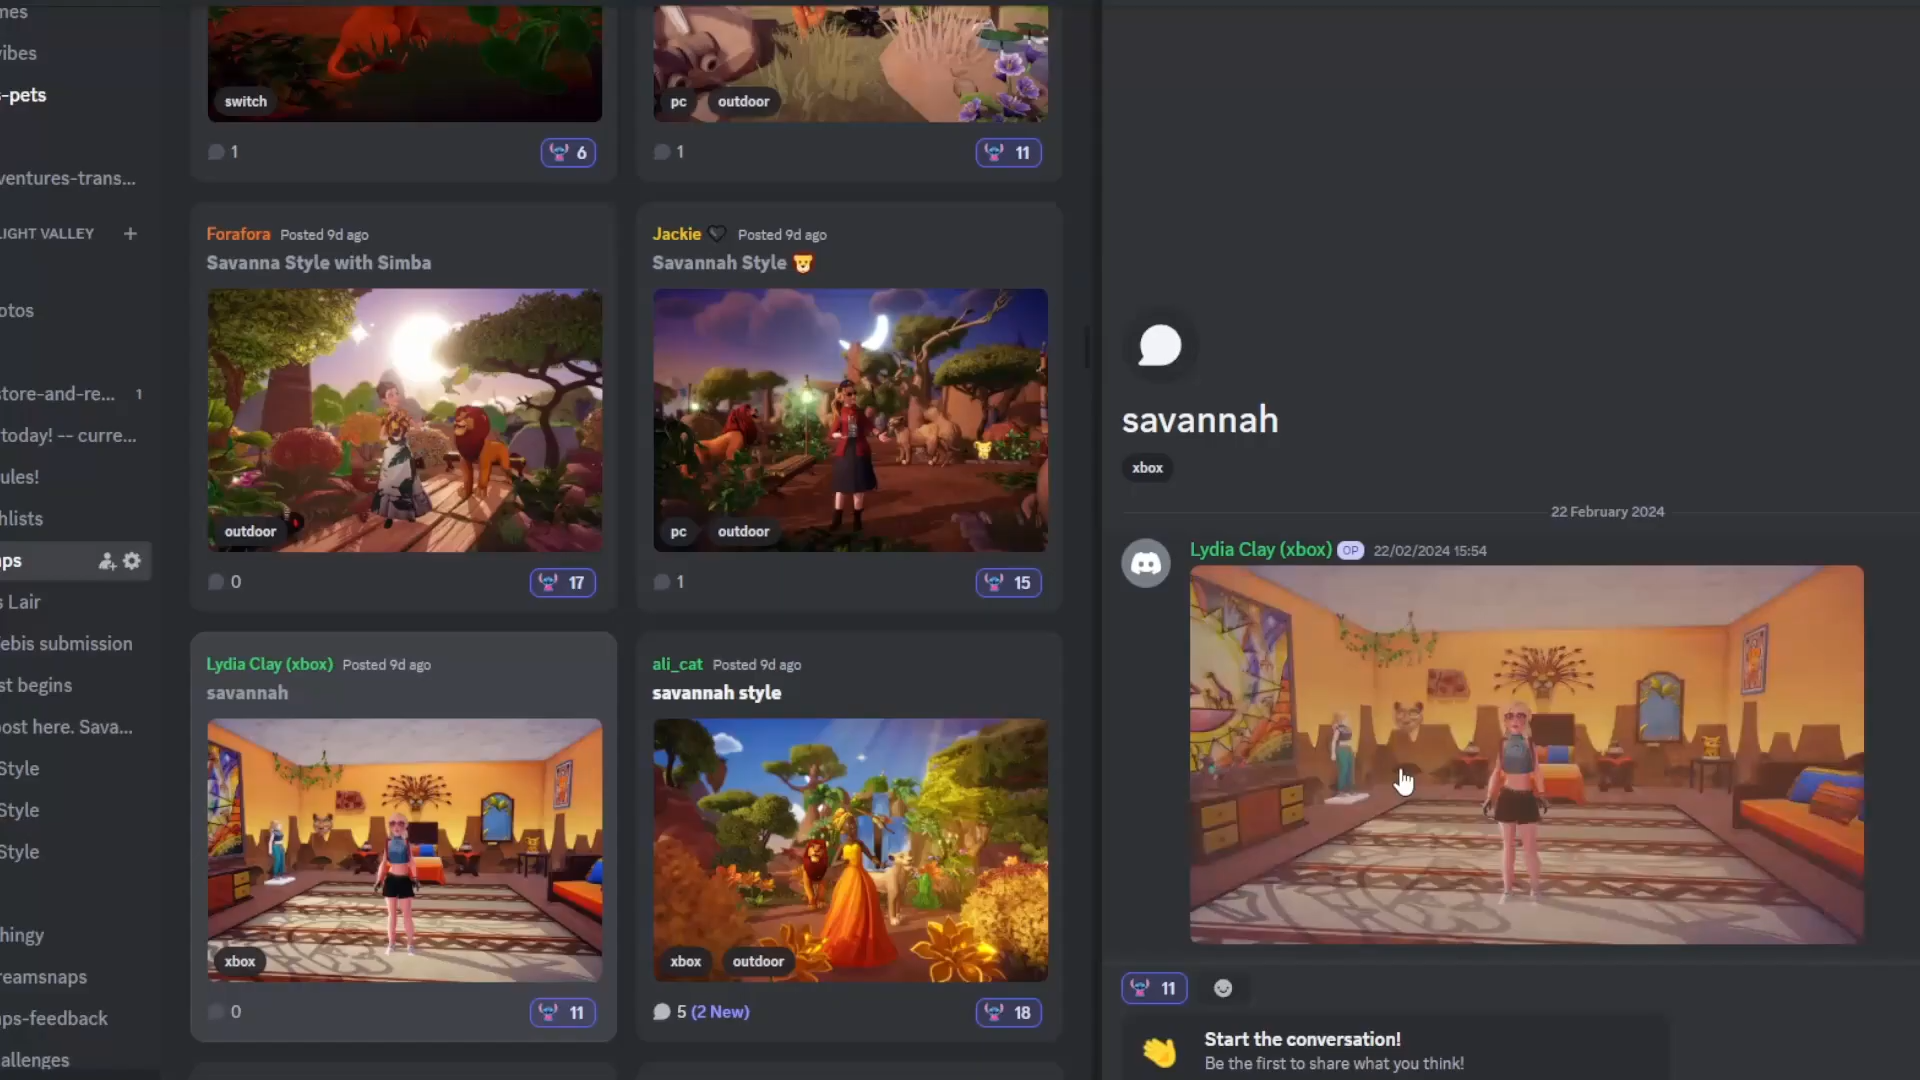 mes
vibes
-pets
ventures-trans...
LIGHT VALLEY
otos
store-and-re... 1
today! -- curre...
ules!
hlists
ps
s Lair
ebis submission
st begins
post here. Sava...
Style
Style
Style
hingy
reamsnaps
ps-feedback
allenges
switch
1
6
pc
outdoor
1
11
Forafora Posted 9d ago
Savanna Style with Simba
outdoor
0
17
Jackie Posted 9d ago
Savannah Style
pc
outdoor
1
15
Lydia Clay (xbox) Posted 9d ago
savannah
xbox
0
11
ali_cat Posted 9d ago
savannah style
xbox
outdoor
5 (2 New)
18
savannah
xbox
22 February 2024
Lydia Clay (xbox) OP 22/02/2024 15:54
11
Start the conversation!
Be the first to share what you think!